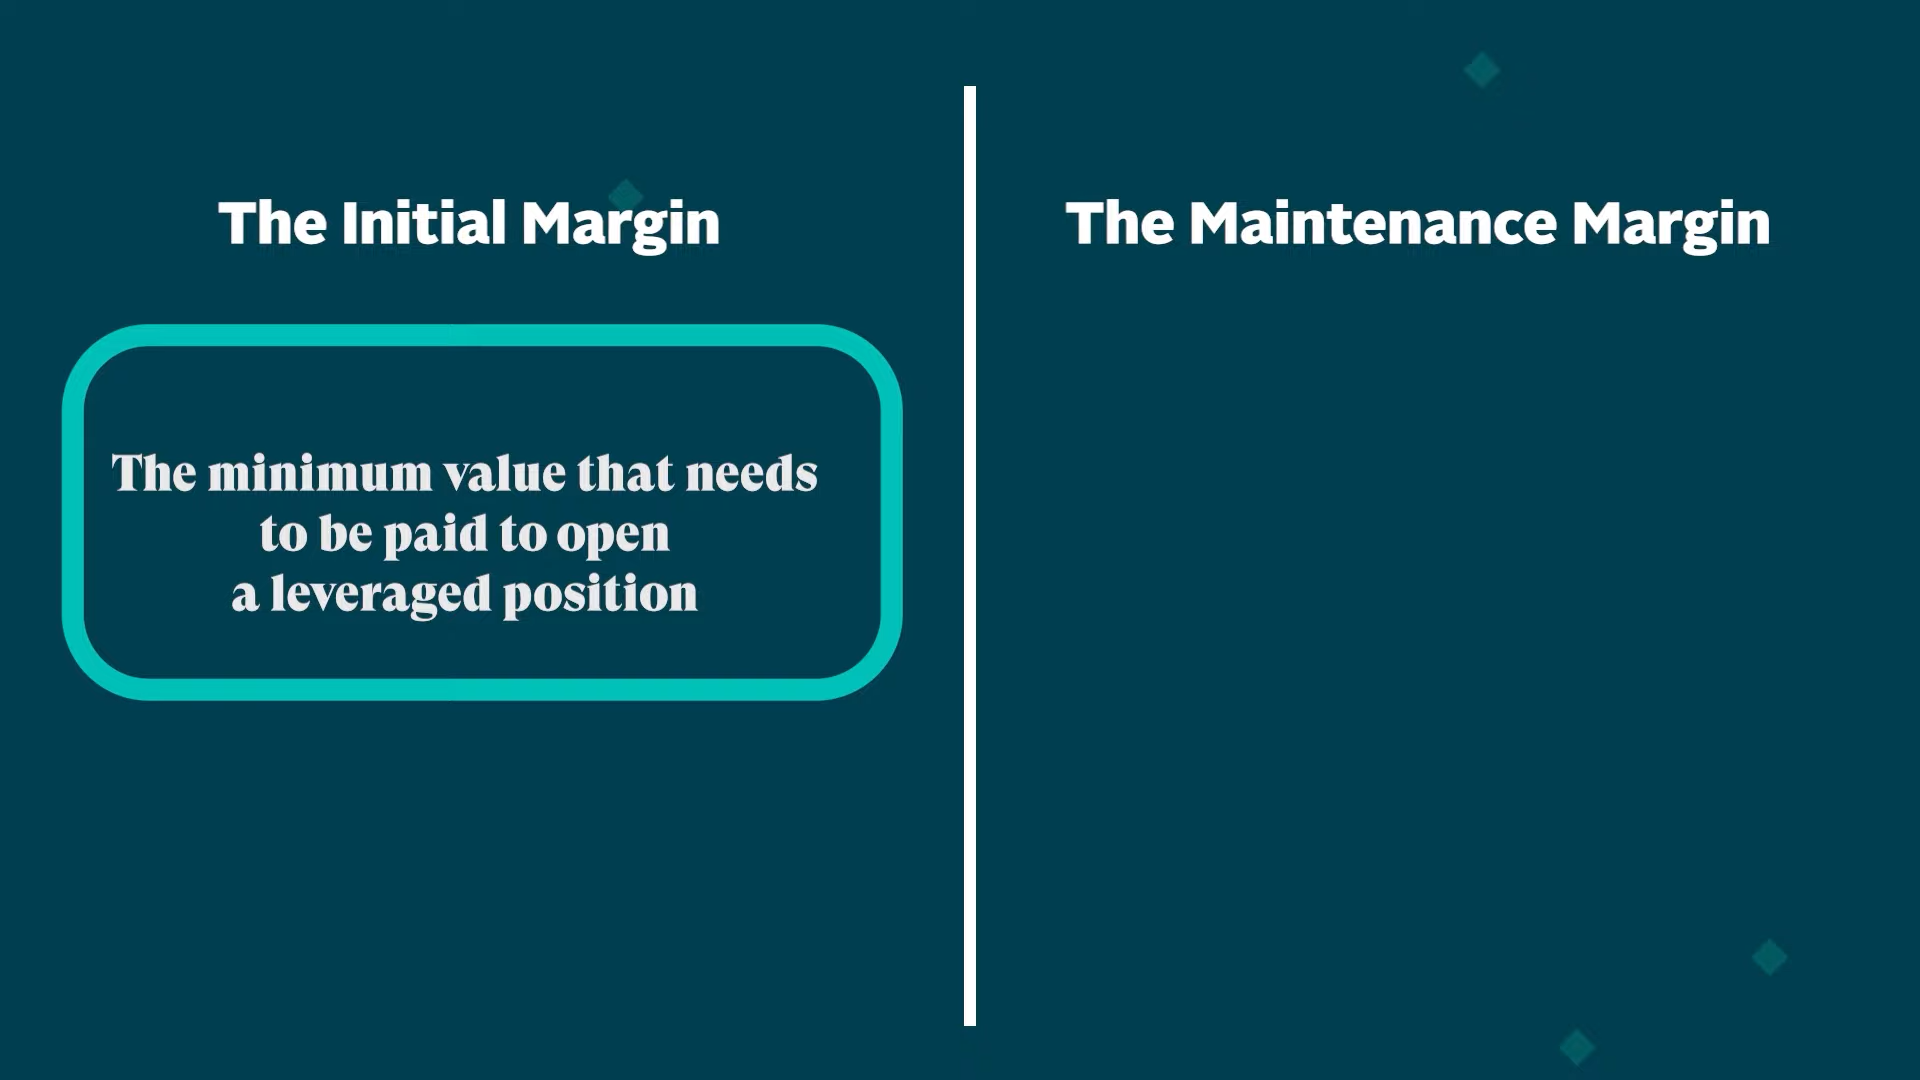 The Initial Margin
The minimum value that needs
to be paid to open
a leveraged position
The Maintenance Margin